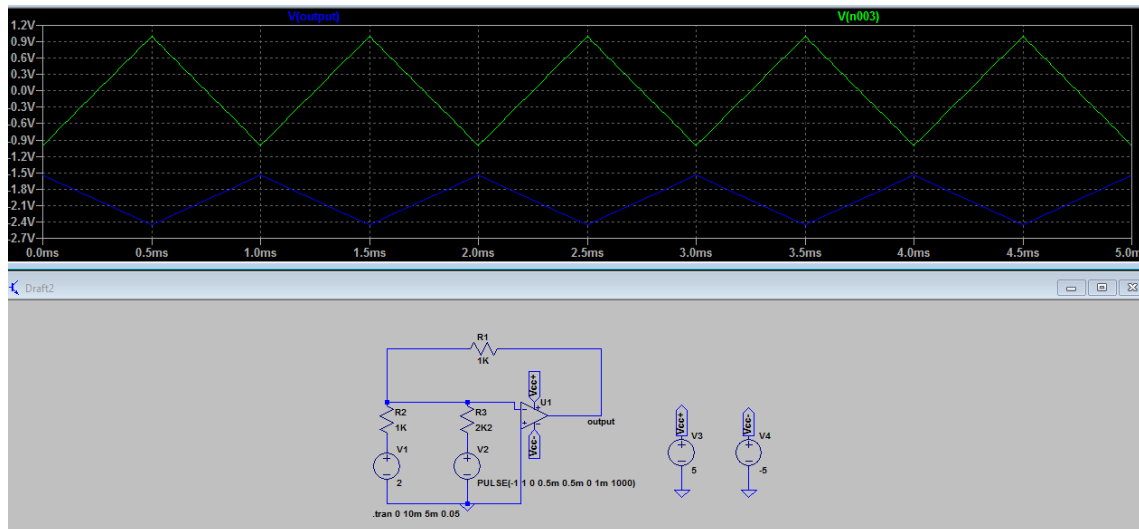 V(output) V(n003)
1.2V
0.9V
0.6V
0.3V
0.0V
-0.3V
-0.6V
-0.9V
-1.2V
-1.5V
-1.8V
-2.1V
-2.4V
-2.7V
0.0ms 0.5ms 1.0ms 1.5ms 2.0ms 2.5ms 3.0ms 3.5ms 4.0ms 4.5ms 5.0m
Draft2
R1
1K
Vcc+
U1
R2
1K
R3
2K2
output
Vcc-
V1
2
V2
PULSE(-1 1 0 0.5m 0.5m 0 1m 1000)
.tran 0 10m 5m 0.05
Vcc+
V3
5
Vcc-
V4
-5